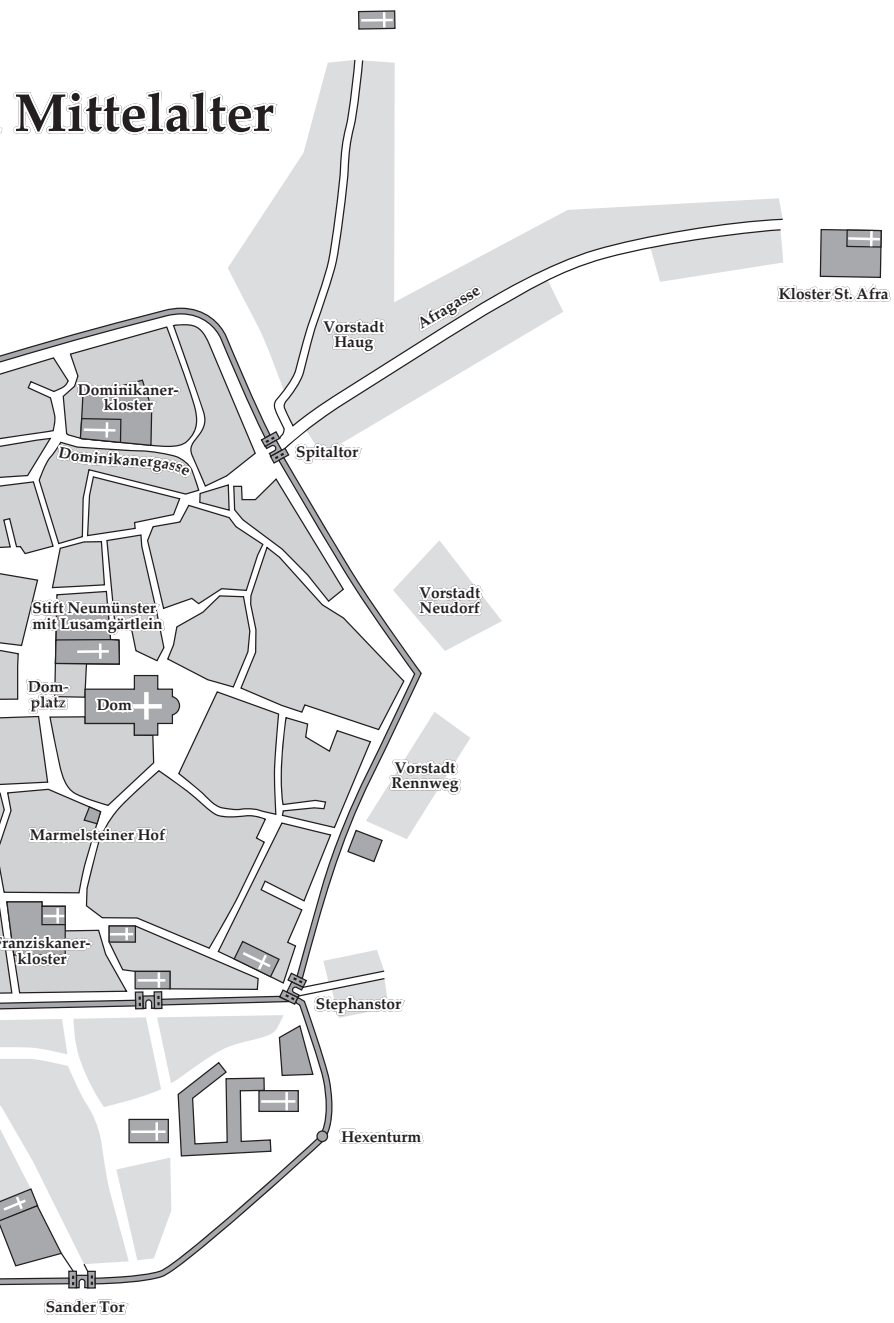 Mittelalter
Kloster St. Afra
Afragasse
Vorstadt
Haug
Dominikaner-
kloster
Spitaltor
Dominikanergasse
Vorstadt
Neudorf
Stift Neumünster
mit Lusamgärtlein
Dom-
platz
Dom
Vorstadt
Rennweg
Marmelsteiner Hof
Franziskaner-
kloster
Stephanstor
Hexenturm
Sander Tor